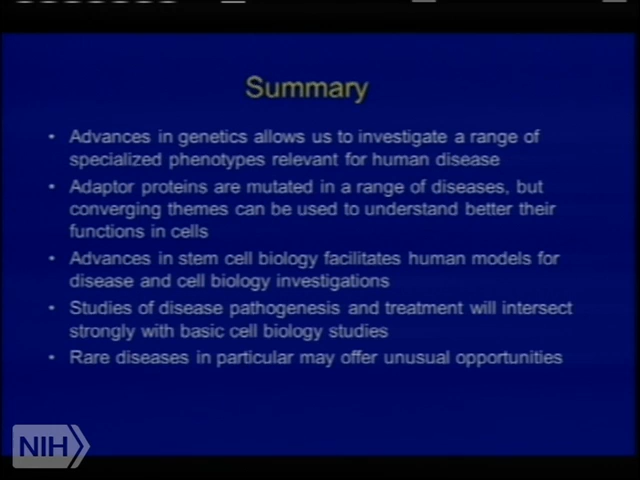 Summary
• Advances in genetics allows us to investigate a range of
specialized phenotypes relevant for human disease
• Adaptor proteins are mutated in a range of diseases, but
converging themes can be used to understand better their
functions in cells
• Advances in stem cell biology facilitates human models for
disease and cell biology investigations
• Studies of disease pathogenesis and treatment will intersect
strongly with basic cell biology studies
• Rare diseases in particular may offer unusual opportunities
NIH